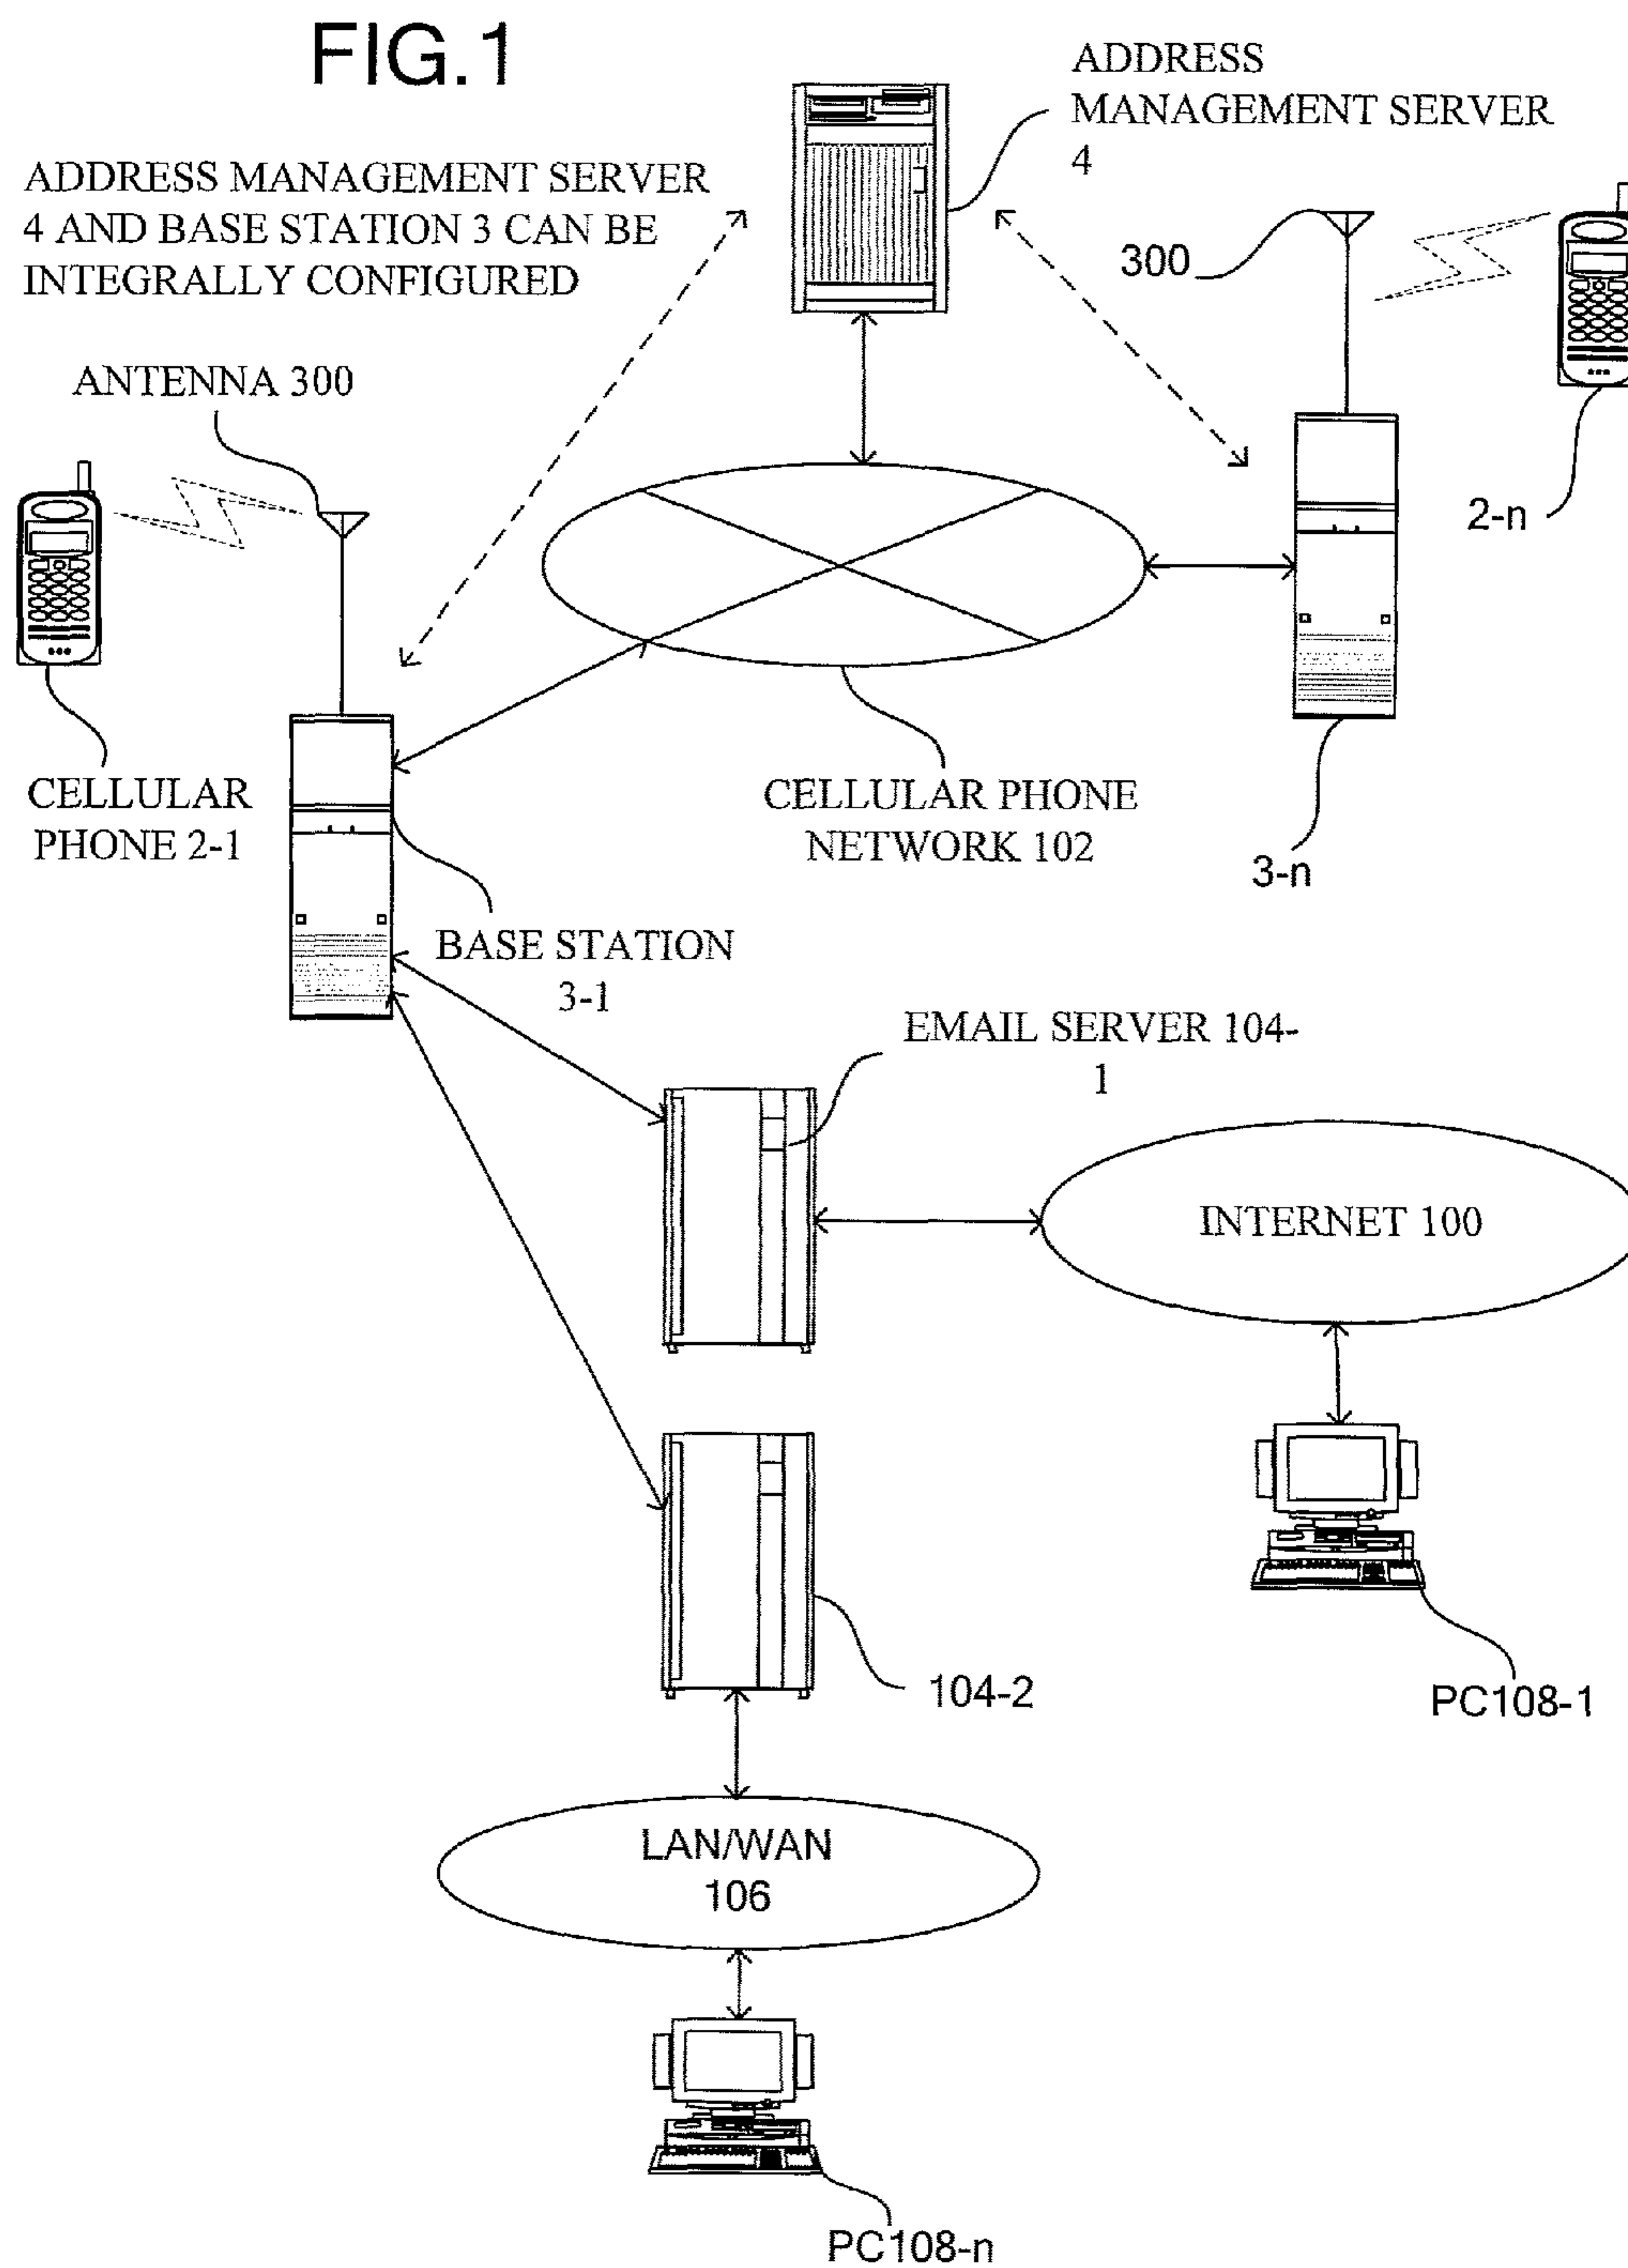 FIG.1
ADDRESS
MANAGEMENT SERVER
4
ADDRESS MANAGEMENT SERVER
4 AND BASE STATION 3 CAN BE
INTEGRALLY CONFIGURED
300
ANTENNA 300
2-n
CELLULAR
PHONE 2-1
CELLULAR PHONE
NETWORK 102
3-n
BASE STATION
3-1
EMAIL SERVER 104-
1
INTERNET 100
104-2
PC108-1
LAN/WAN
106
PC108-n